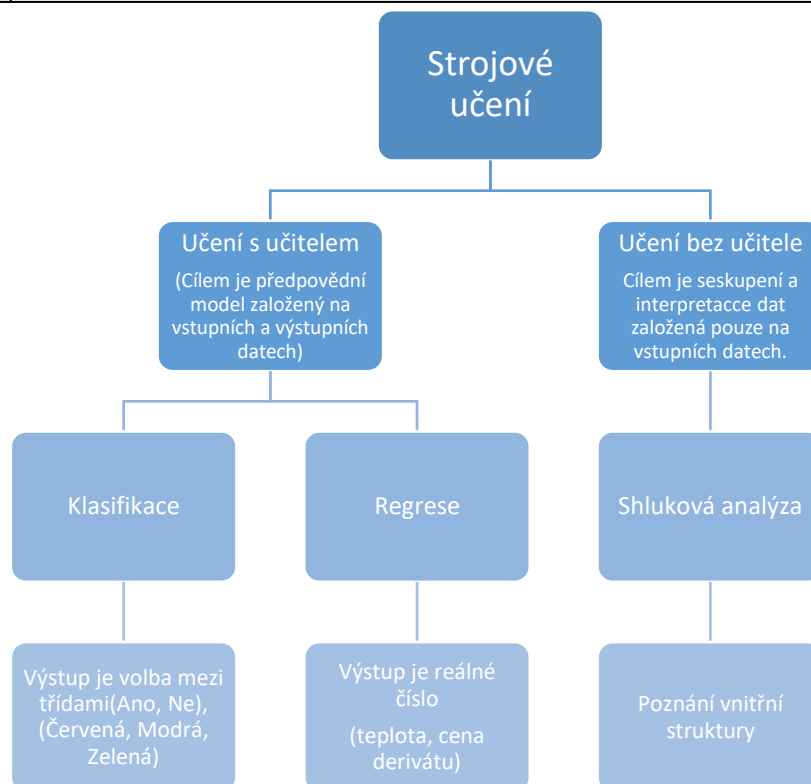 Strojové
učení
Učení s učitelem
(Cílem je předpovědní
model založený na
vstupních a výstupních
datech)
Učení bez učitele
Cílem je seskupení a
interpretacce dat
založená pouze na
vstupních datech.
Klasifikace
Regrese
Shluková analýza
Výstup je volba mezi
třídami(Ano, Ne),
(Červená, Modrá,
Zelená)
Výstup je reálné
číslo
(teplota, cena
derivátu)
Poznání vnitřní
struktury